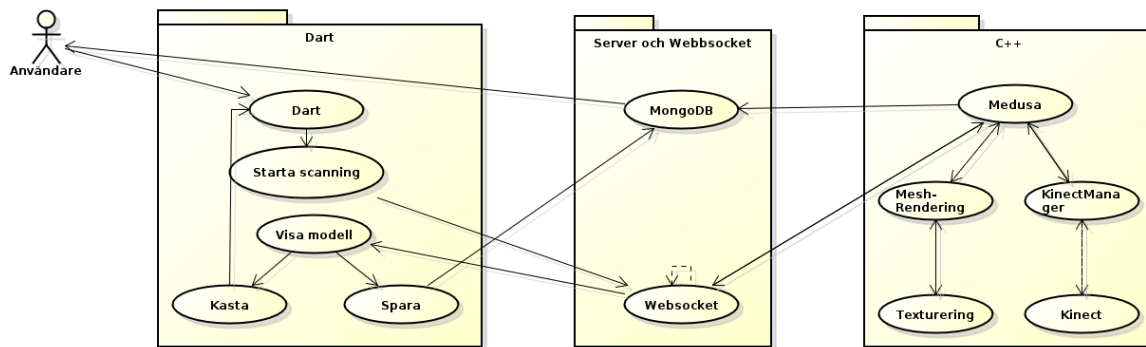 Användare
Dart
Dart
Starta scanning
Visa modell
Kasta
Spara
Server och Webbsocket
MongoDB
Websocket
C++
Medusa
Mesh-
Rendering
KinectMana
ger
Texturering
Kinect